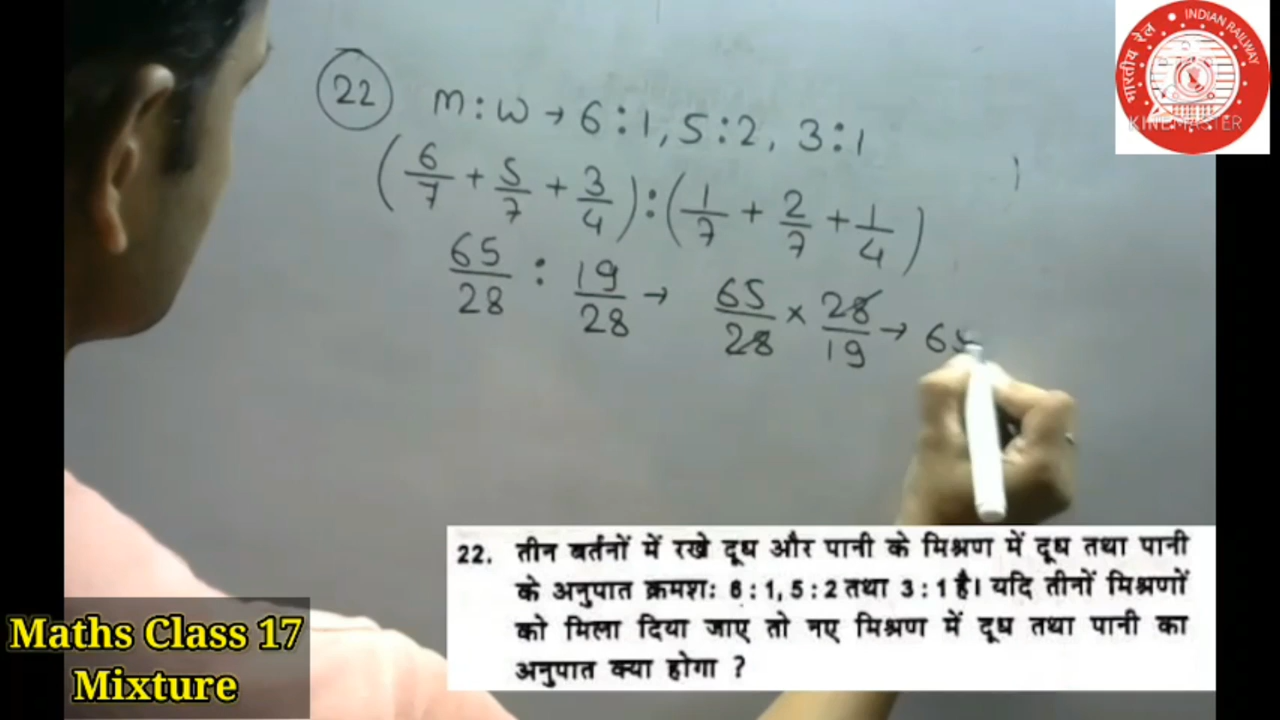 22 m : w → 6 : 1, 5 : 2, 3 : 1
(6/7 + 5/7 + 3/4) : (1/7 + 2/7 + 1/4)
65/28 : 19/28 → 65/28 × 28/19 → 65
भारतीय रेल INDIAN RAILWAY
KINEMASTER
22. तीन बर्तनों में रखे दूध और पानी के मिश्रण में दूध तथा पानी
के अनुपात क्रमशः 6 : 1, 5 : 2 तथा 3 : 1 है। यदि तीनों मिश्रणों
को मिला दिया जाए तो नए मिश्रण में दूध तथा पानी का
अनुपात क्या होगा ?
Maths Class 17
Mixture